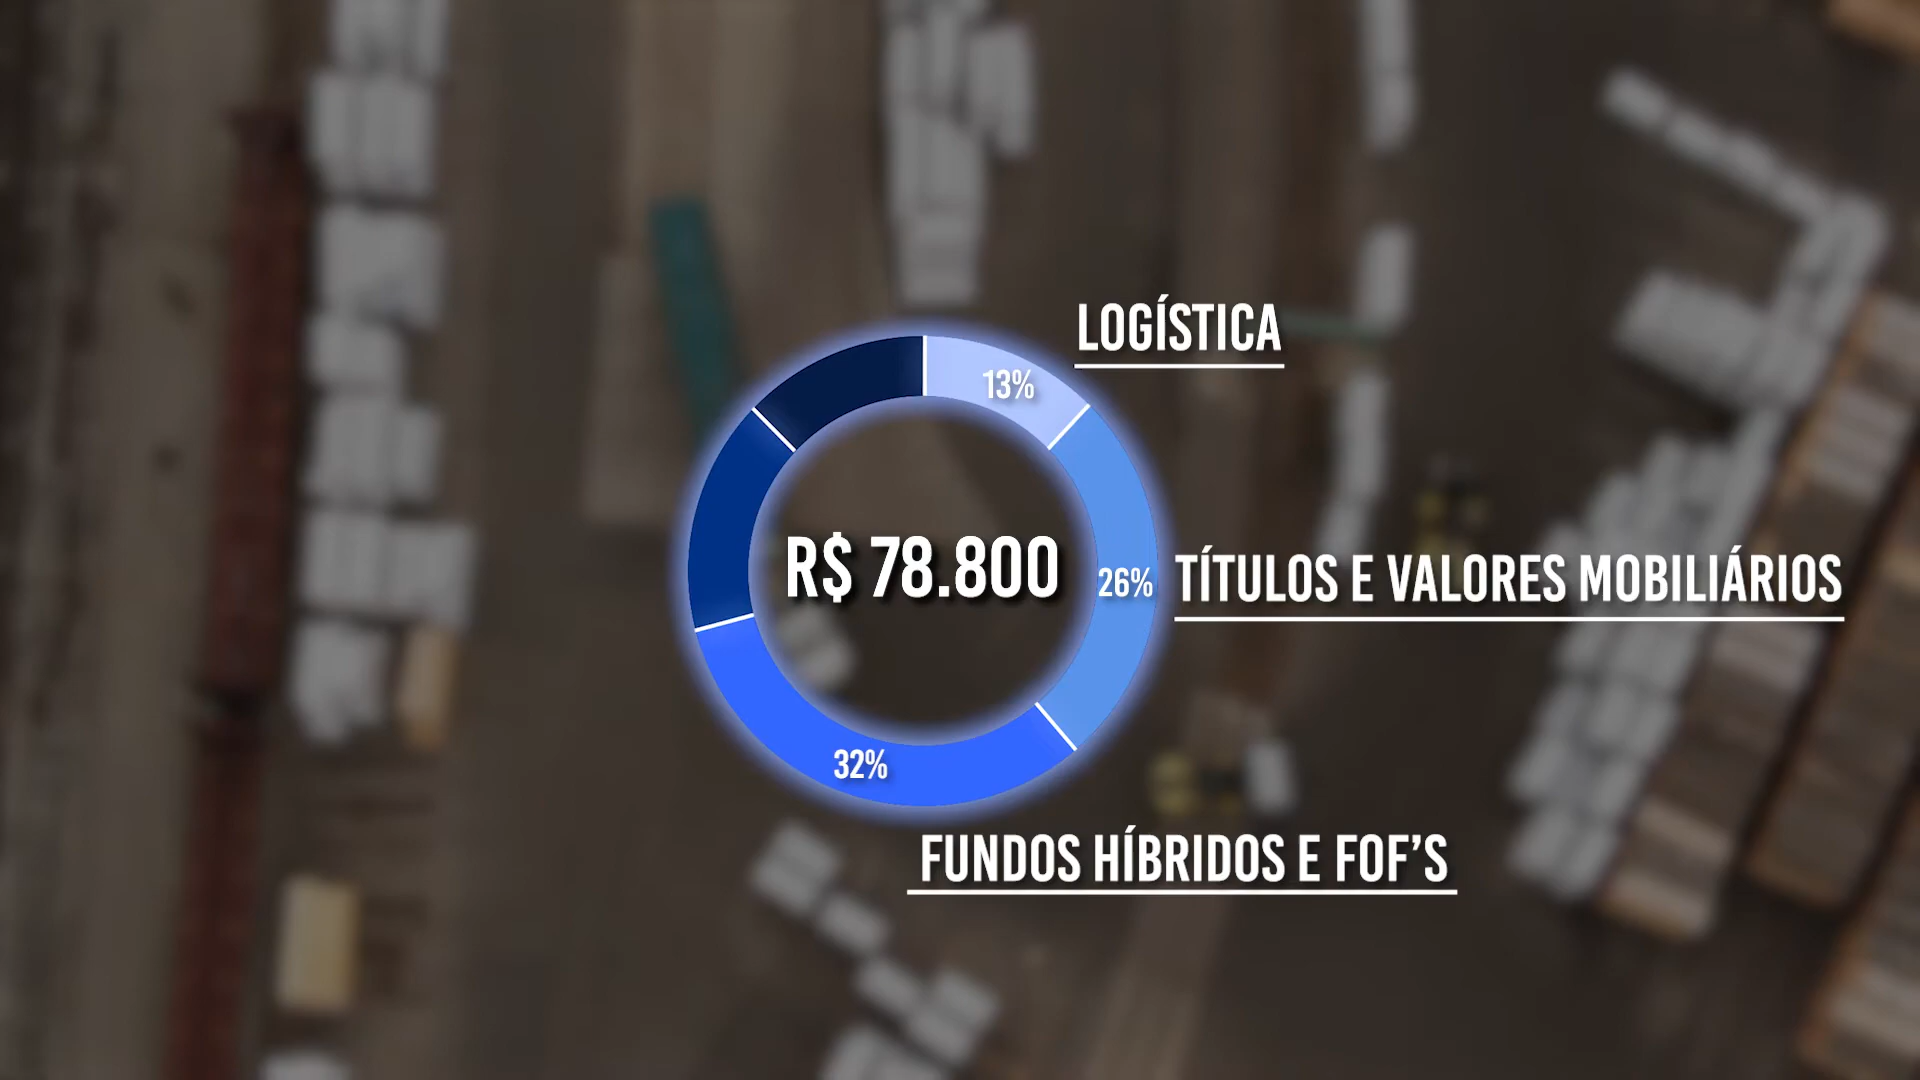 LOGÍSTICA
13%
R$ 78.800
26%
TÍTULOS E VALORES MOBILIÁRIOS
32%
FUNDOS HÍBRIDOS E FOF’S